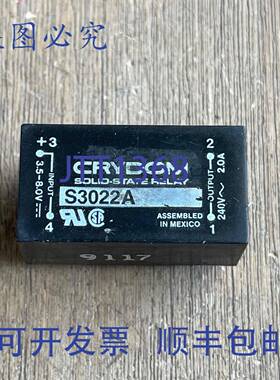 盗图必究
+3
3.5-8.0V
INPUT
4
CRYDOM
SOLID-STATE RELAY
S3022A
ASSEMBLED
IN MEXICO
2
OUTPUT
240V~ 2.0A
1
9117
可开发票 顺丰包邮